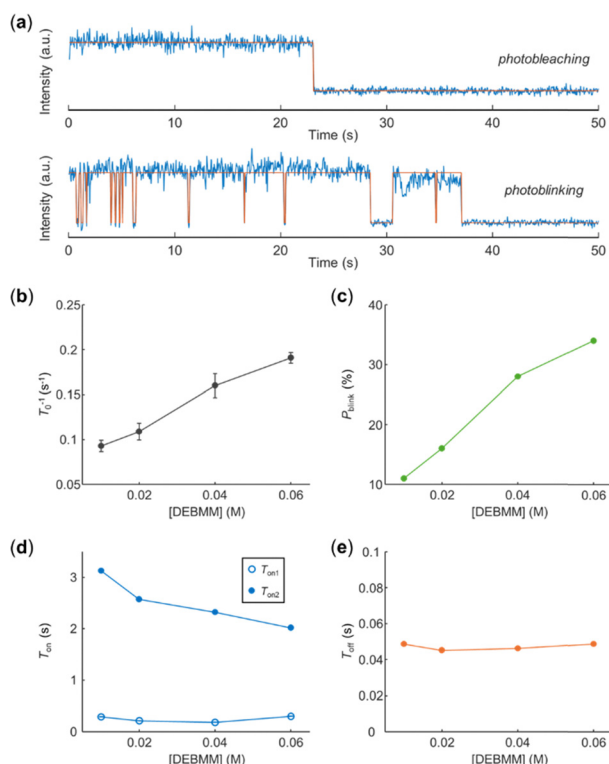 (a)
Intensity (a.u.)
photobleaching
0 10 20 30 40 50
Time (s)
Intensity (a.u.)
photoblinking
0 10 20 30 40 50
Time (s)
(b)
T0⁻¹ (s⁻¹)
0.25
0.2
0.15
0.1
0.05
0.02 0.04 0.06
[DEBMM] (M)
(c)
Pblink (%)
40
30
20
10
0.02 0.04 0.06
[DEBMM] (M)
(d)
Ton (s)
3
2
1
0
Ton1
Ton2
0.02 0.04 0.06
[DEBMM] (M)
(e)
Toff (s)
0.1
0.08
0.06
0.04
0.02
0
0.02 0.04 0.06
[DEBMM] (M)